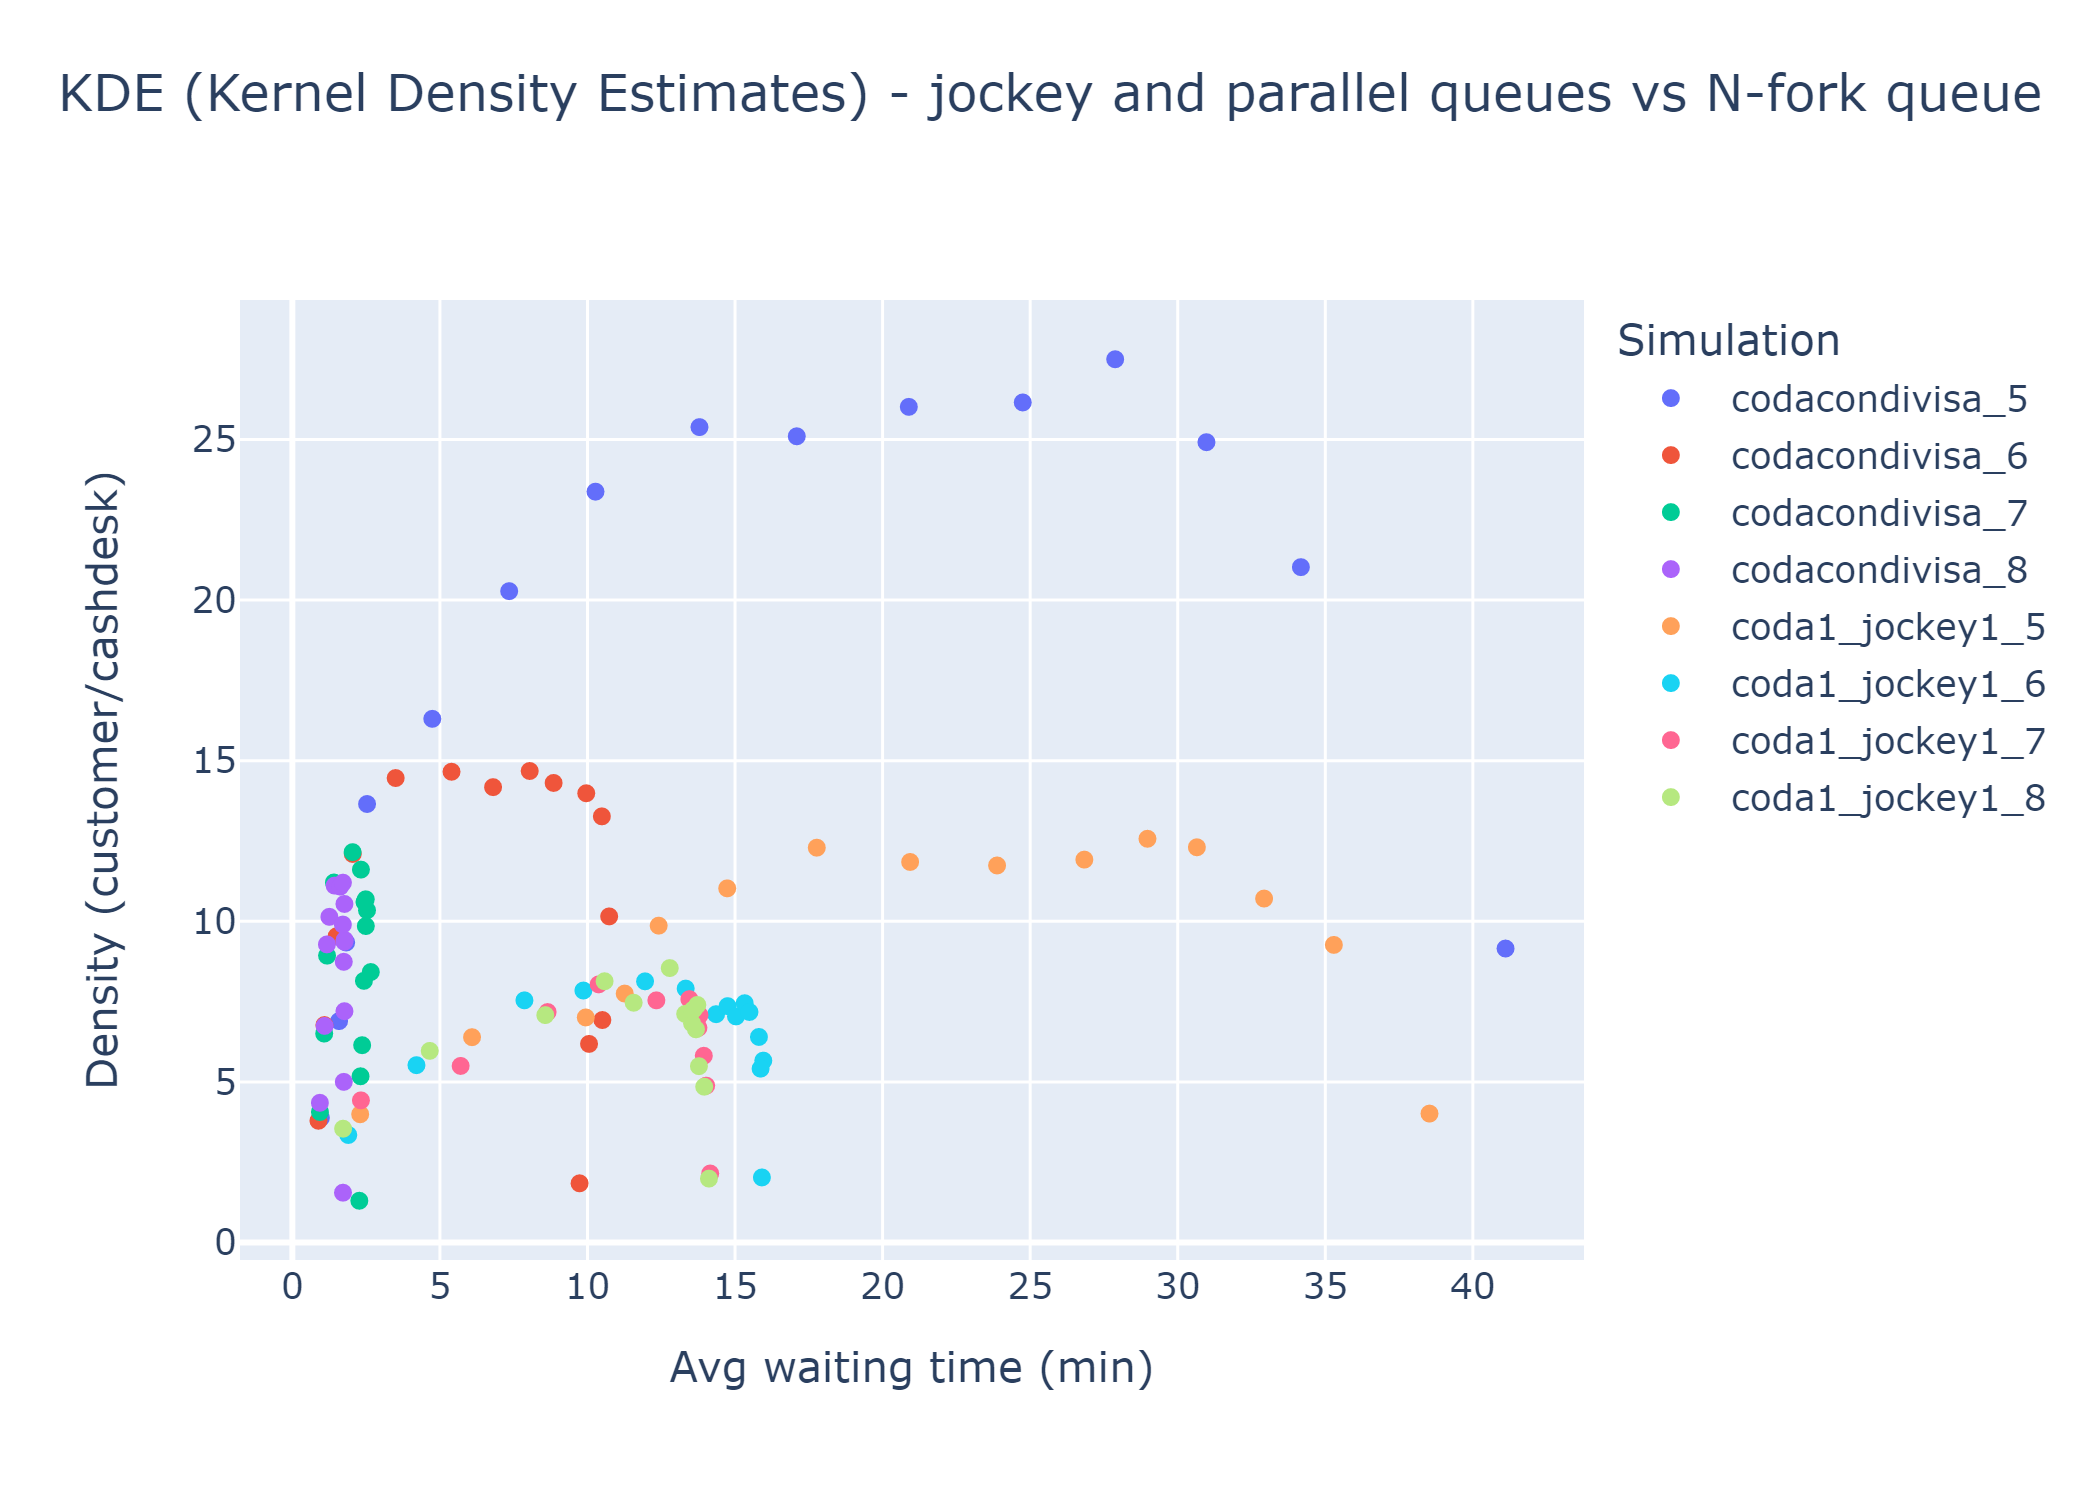 KDE (Kernel Density Estimates) - jockey and parallel queues vs N-fork queue
Density (customer/cashdesk)
25
20
15
10
5
0
0 5 10 15 20 25 30 35 40
Avg waiting time (min)
Simulation
codacondivisa_5
codacondivisa_6
codacondivisa_7
codacondivisa_8
coda1_jockey1_5
coda1_jockey1_6
coda1_jockey1_7
coda1_jockey1_8